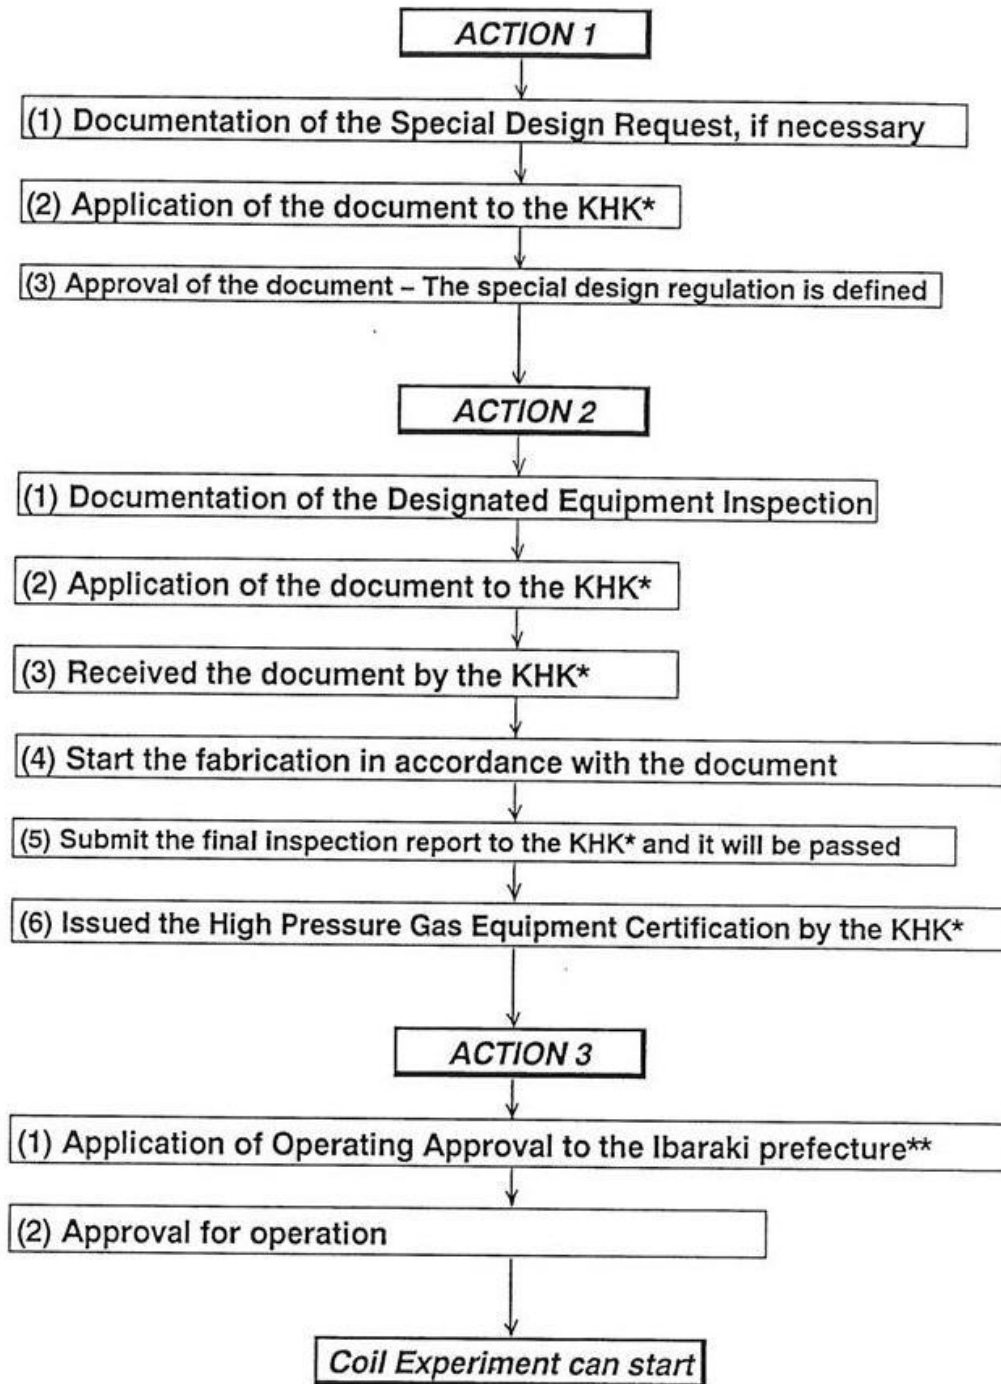 ACTION 1
(1) Documentation of the Special Design Request, if necessary
(2) Application of the document to the KHK*
(3) Approval of the document – The special design regulation is defined
ACTION 2
(1) Documentation of the Designated Equipment Inspection
(2) Application of the document to the KHK*
(3) Received the document by the KHK*
(4) Start the fabrication in accordance with the document
(5) Submit the final inspection report to the KHK* and it will be passed
(6) Issued the High Pressure Gas Equipment Certification by the KHK*
ACTION 3
(1) Application of Operating Approval to the Ibaraki prefecture**
(2) Approval for operation
Coil Experiment can start